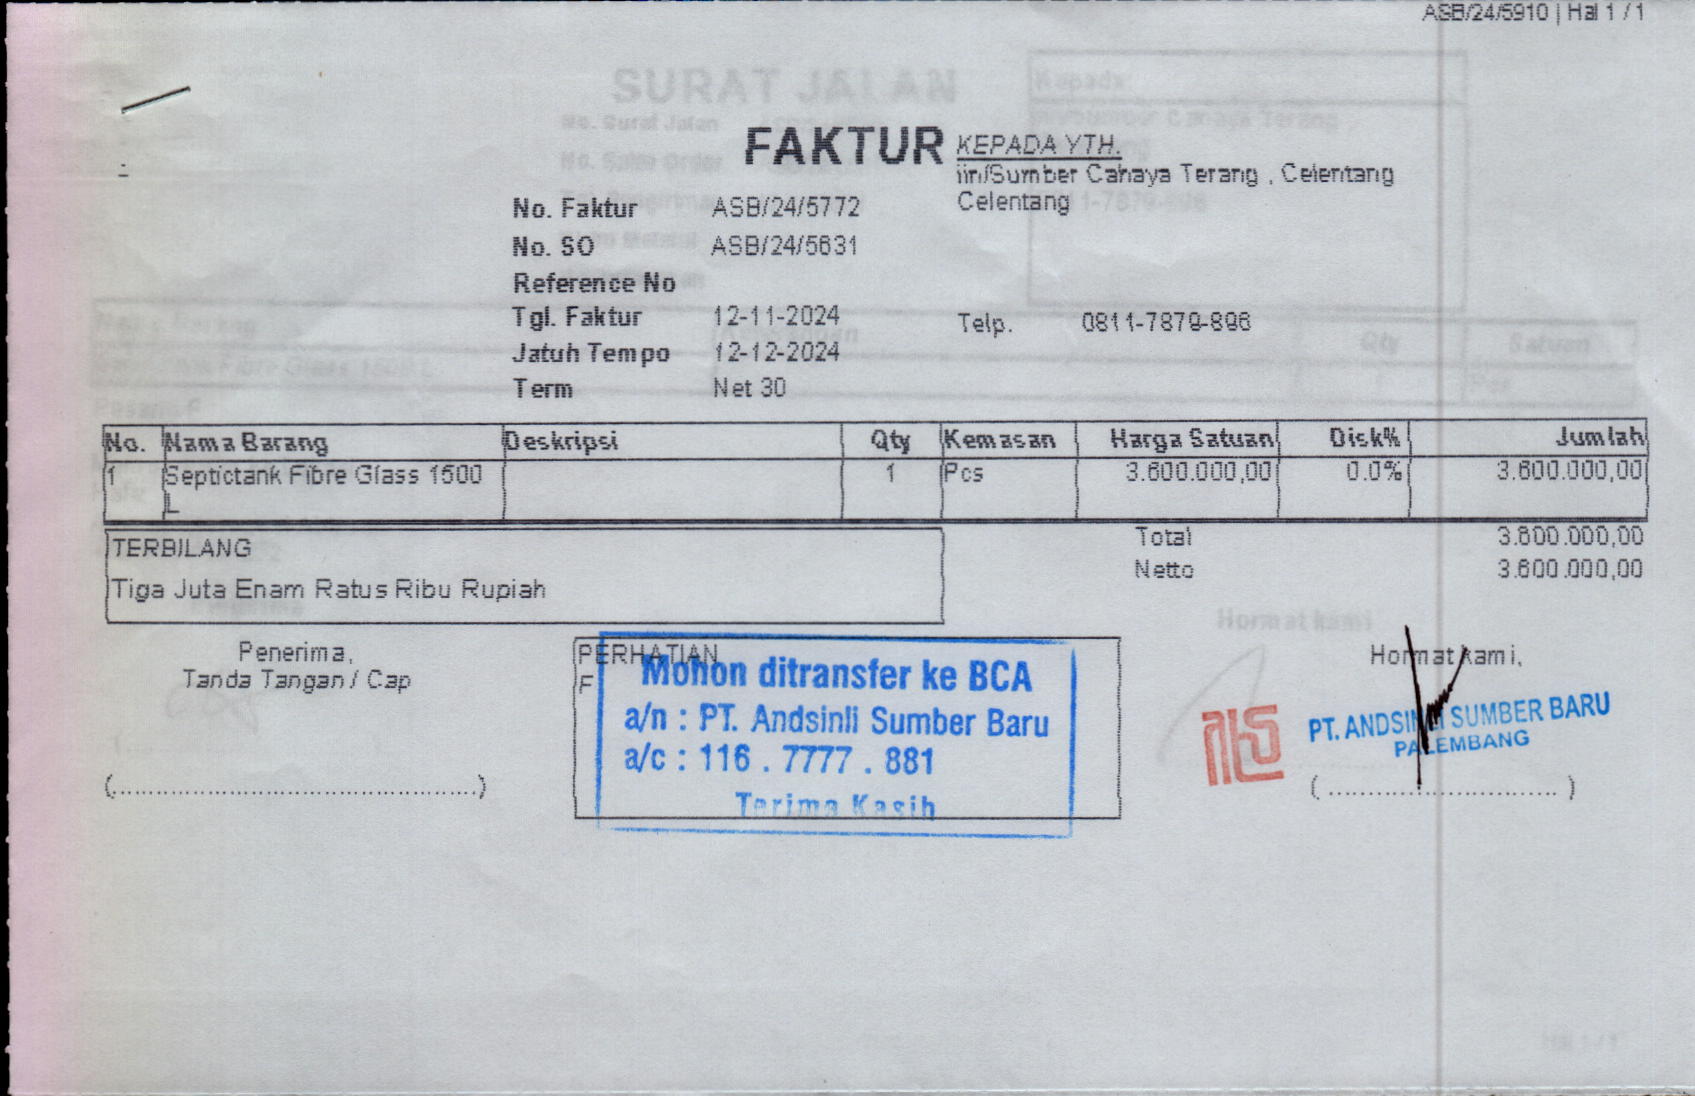 ASB/24/5910 | Hal 1 / 1
SURAT JALAN
FAKTUR
KEPADA YTH.
iin/Sumber Cahaya Terang , Celentang
Celentang
No. Faktur ASB/24/5772
No. SO ASB/24/5631
Reference No
Tgl. Faktur 12-11-2024
Telp. 0811-7879-896
Jatuh Tempo 12-12-2024
Term Net 30
No. Nama Barang Deskripsi Qty Kemasan Harga Satuan Disk% Jumlah
1 Septictank Fibre Glass 1500 1 Pcs 3.600.000,00 0.0% 3.600.000,00
L
TERBILANG
Total 3.600.000,00
Netto 3.600.000,00
Tiga Juta Enam Ratus Ribu Rupiah
Penerima,
Tanda Tangan / Cap
(..............................................)
PERHATIAN
F
Mohon ditransfer ke BCA
a/n : PT. Andsinli Sumber Baru
a/c : 116 . 7777 . 881
Terima Kasih
Hormat kami
Hormat kami,
PT. ANDSINLI SUMBER BARU
PALEMBANG
( ............................. )
Hal 1 / 1